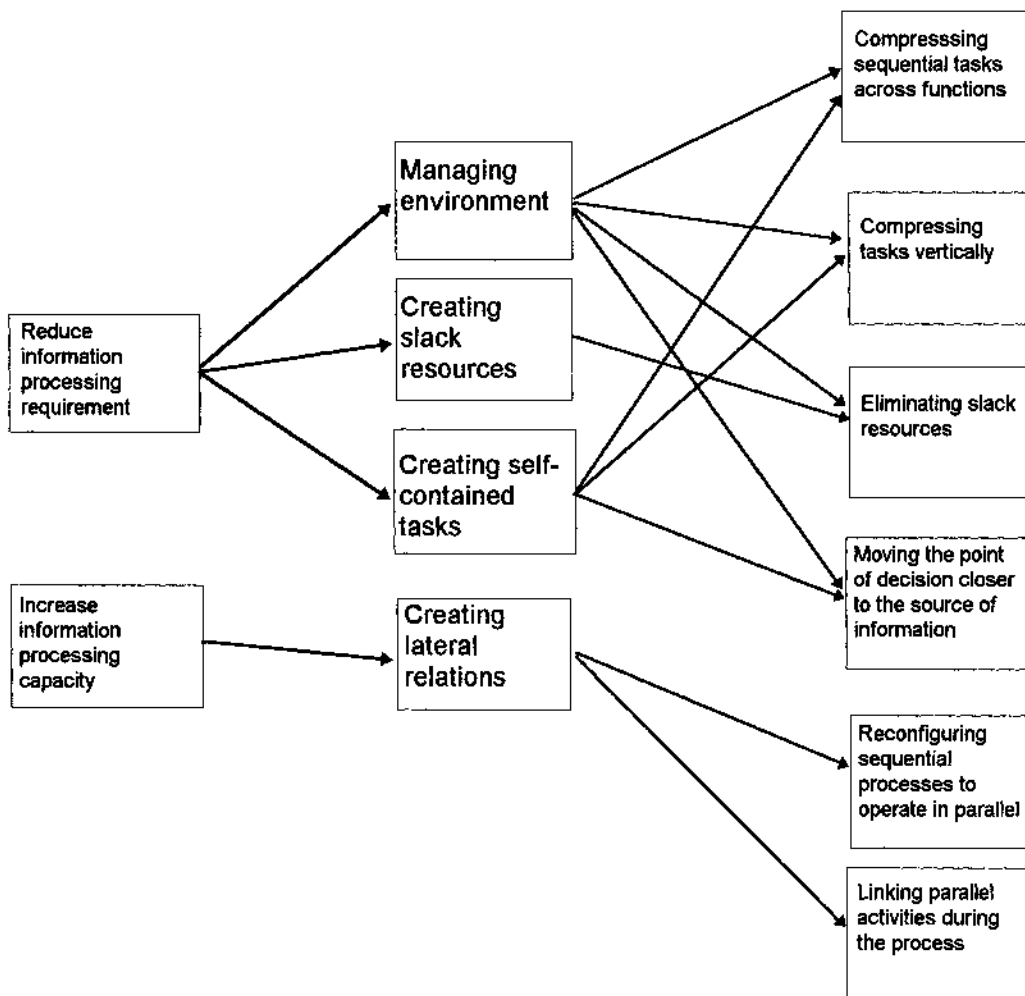 Reduce
information
processing
requirement
Increase
information
processing
capacity
Managing
environment
Creating
slack
resources
Creating self-
contained
tasks
Creating
lateral
relations
Compresssing
sequential tasks
across functions
Compressing
tasks vertically
Eliminating slack
resources
Moving the point
of decision closer
to the source of
information
Reconfiguring
sequential
processes to
operate in parallel
Linking parallel
activities during
the process